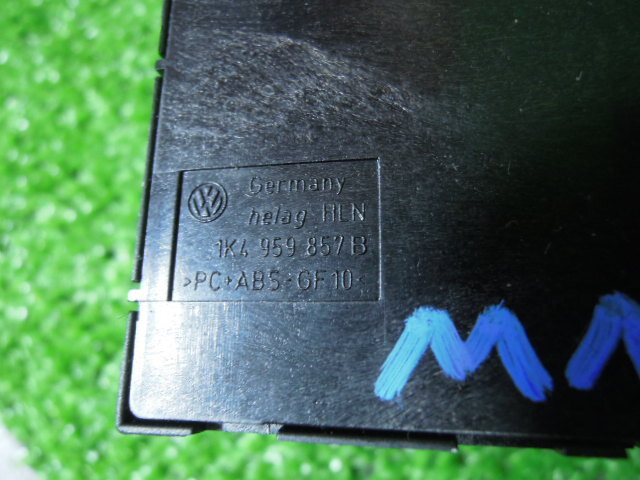 Germany
helag HLN
1K4 959 857 B
>PC+ABS-GF10<